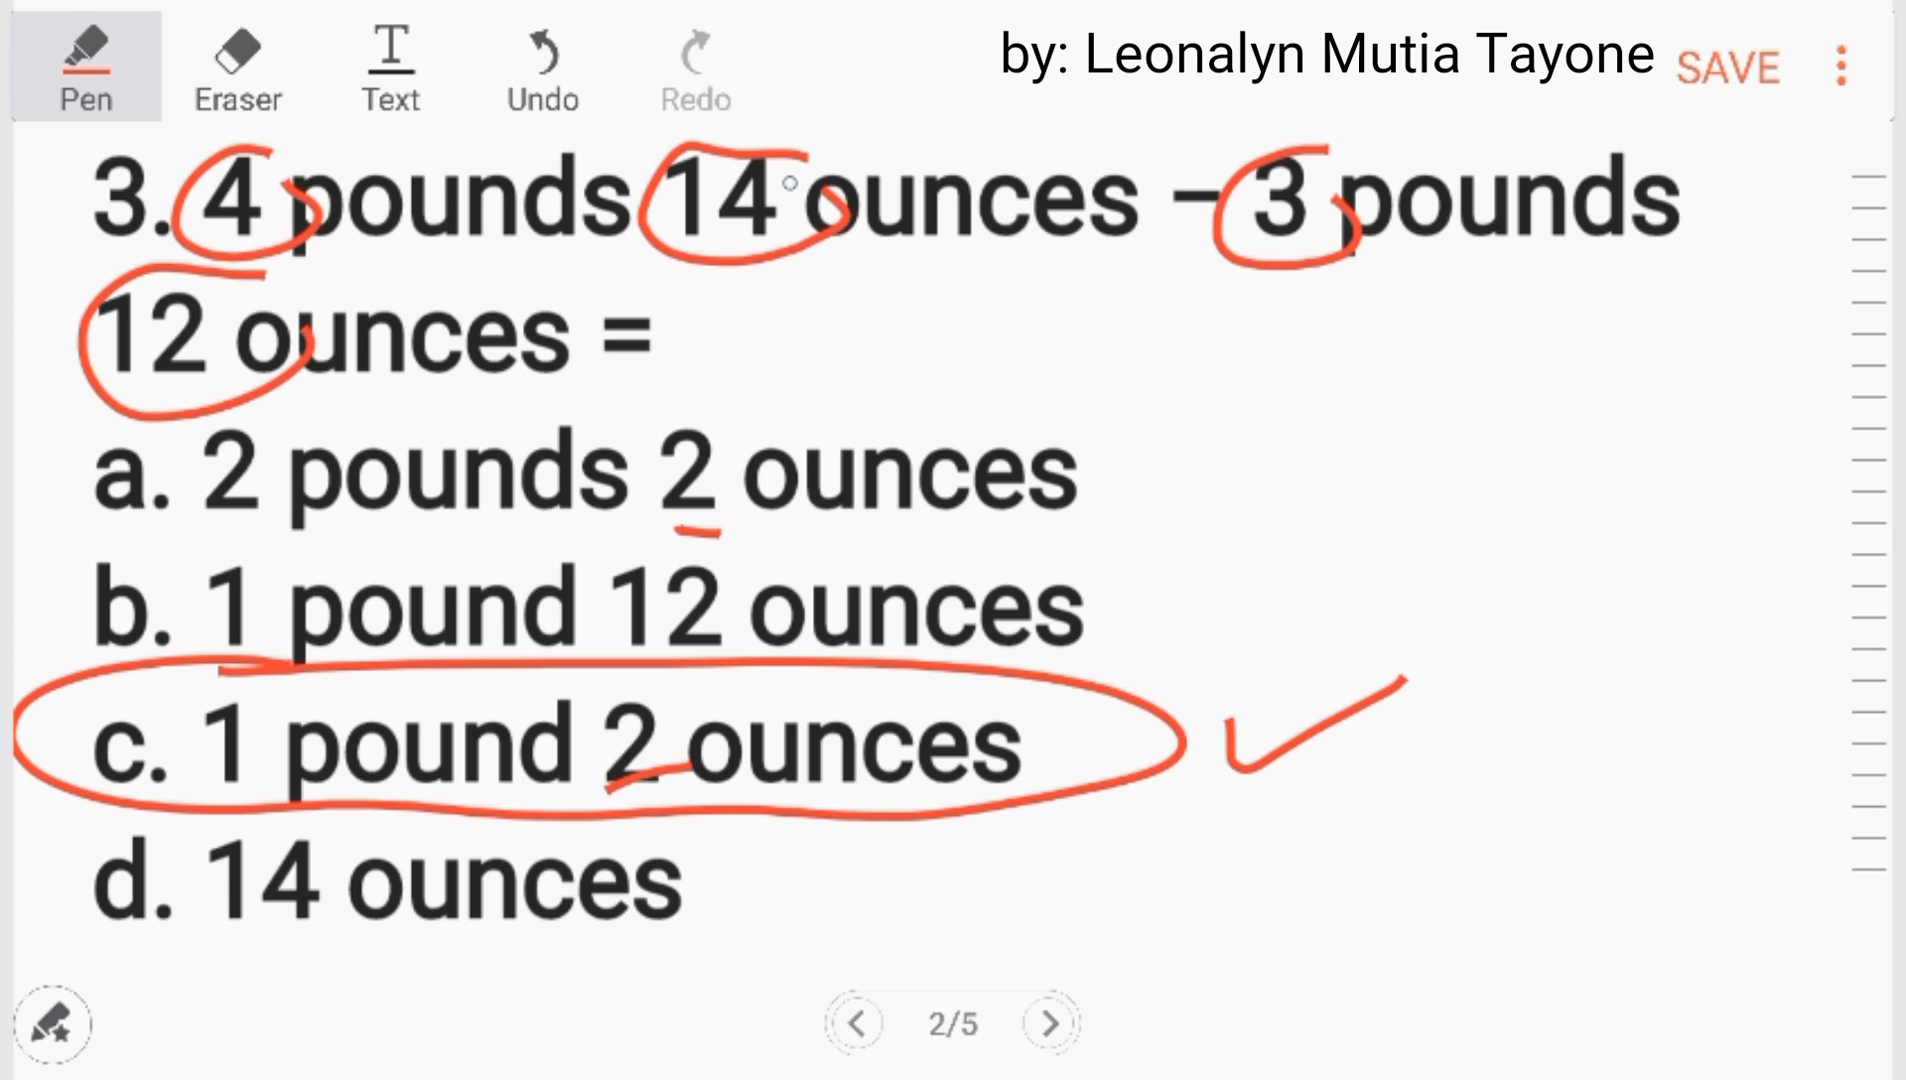 Pen Eraser Text Undo Redo by: Leonalyn Mutia Tayone SAVE
3. 4 pounds 14 ounces – 3 pounds
12 ounces =
a. 2 pounds 2 ounces
b. 1 pound 12 ounces
c. 1 pound 2 ounces
d. 14 ounces
2/5